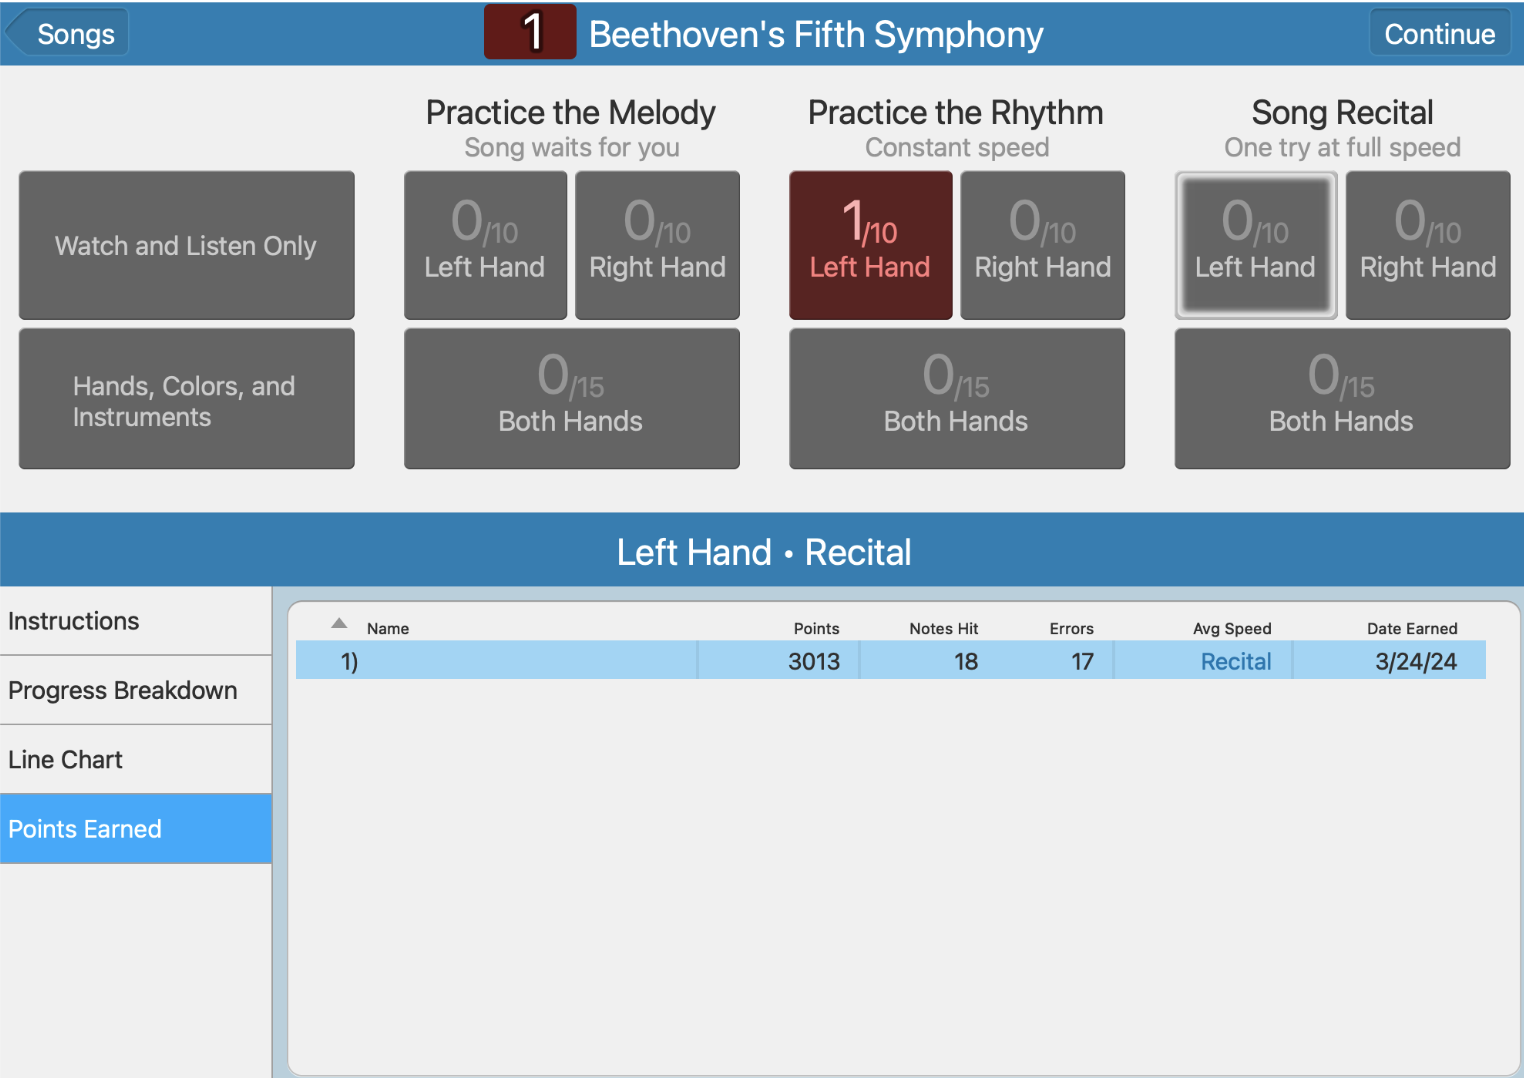 Songs
1 Beethoven's Fifth Symphony
Continue
Practice the Melody
Song waits for you
Practice the Rhythm
Constant speed
Song Recital
One try at full speed
Watch and Listen Only
0/10
Left Hand
0/10
Right Hand
1/10
Left Hand
0/10
Right Hand
0/10
Left Hand
0/10
Right Hand
Hands, Colors, and
Instruments
0/15
Both Hands
0/15
Both Hands
0/15
Both Hands
Left Hand • Recital
Instructions
Progress Breakdown
Line Chart
Points Earned
Name Points Notes Hit Errors Avg Speed Date Earned
1) 3013 18 17 Recital 3/24/24